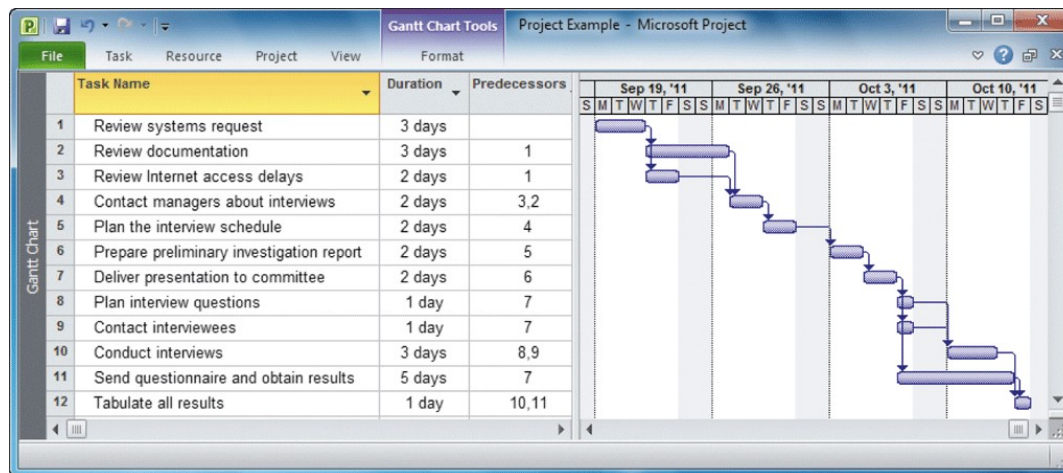 Gantt Chart Tools
Project Example - Microsoft Project
File Task Resource Project View Format
Task Name Duration Predecessors
Sep 19, '11 Sep 26, '11 Oct 3, '11 Oct 10, '11
S M T W T F S S M T W T F S S M T W T F S S M T W T F S
1 Review systems request 3 days
2 Review documentation 3 days 1
3 Review Internet access delays 2 days 1
4 Contact managers about interviews 2 days 3,2
5 Plan the interview schedule 2 days 4
6 Prepare preliminary investigation report 2 days 5
7 Deliver presentation to committee 2 days 6
8 Plan interview questions 1 day 7
9 Contact interviewees 1 day 7
10 Conduct interviews 3 days 8,9
11 Send questionnaire and obtain results 5 days 7
12 Tabulate all results 1 day 10,11
Gantt Chart